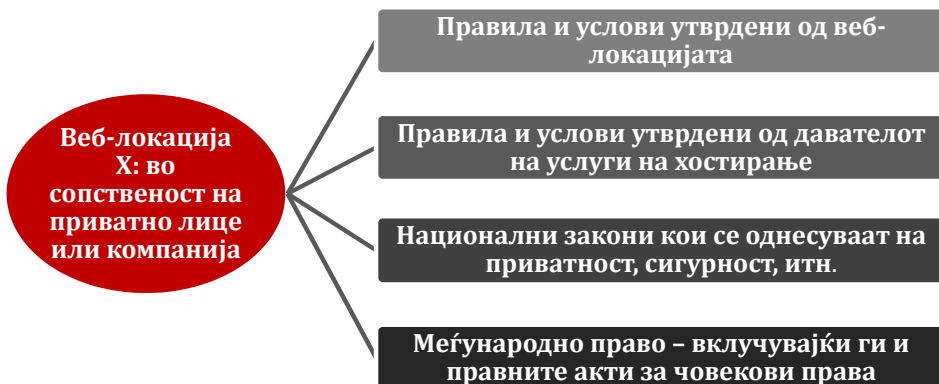 Веб-локација
X: во
сопственост на
приватно лице
или компанија
Правила и услови утврдени од веб-
локацијата
Правила и услови утврдени од давателот
на услуги на хостирање
Национални закони кои се однесуваат на
приватност, сигурност, итн.
Меѓународно право – вклучувајќи ги и
правните акти за човекови права